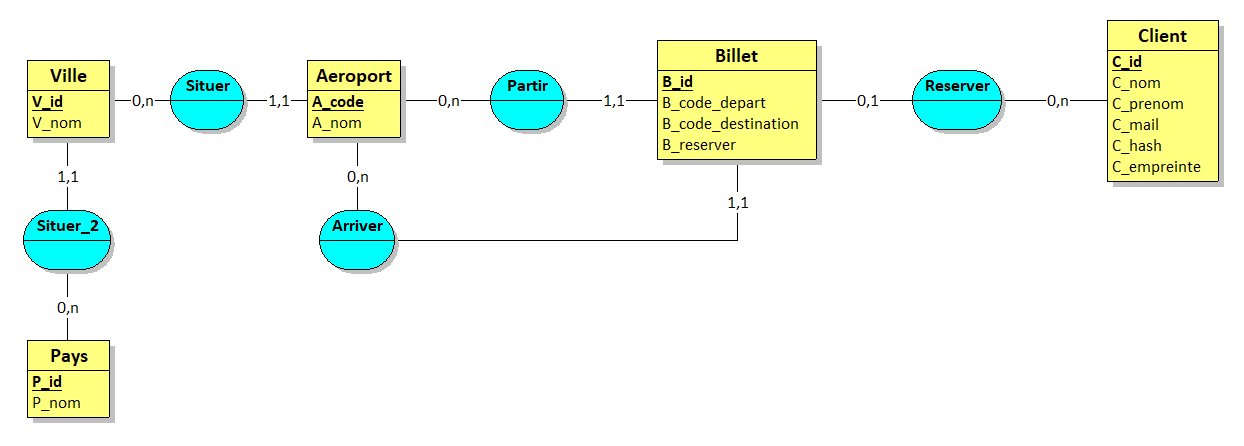 Ville
V_id
V_nom
0,n
Situer
1,1
Aeroport
A_code
A_nom
0,n
Partir
1,1
Billet
B_id
B_code_depart
B_code_destination
B_reserver
0,1
Reserver
0,n
Client
C_id
C_nom
C_prenom
C_mail
C_hash
C_empreinte
1,1
Situer_2
0,n
Pays
P_id
P_nom
0,n
Arriver
1,1